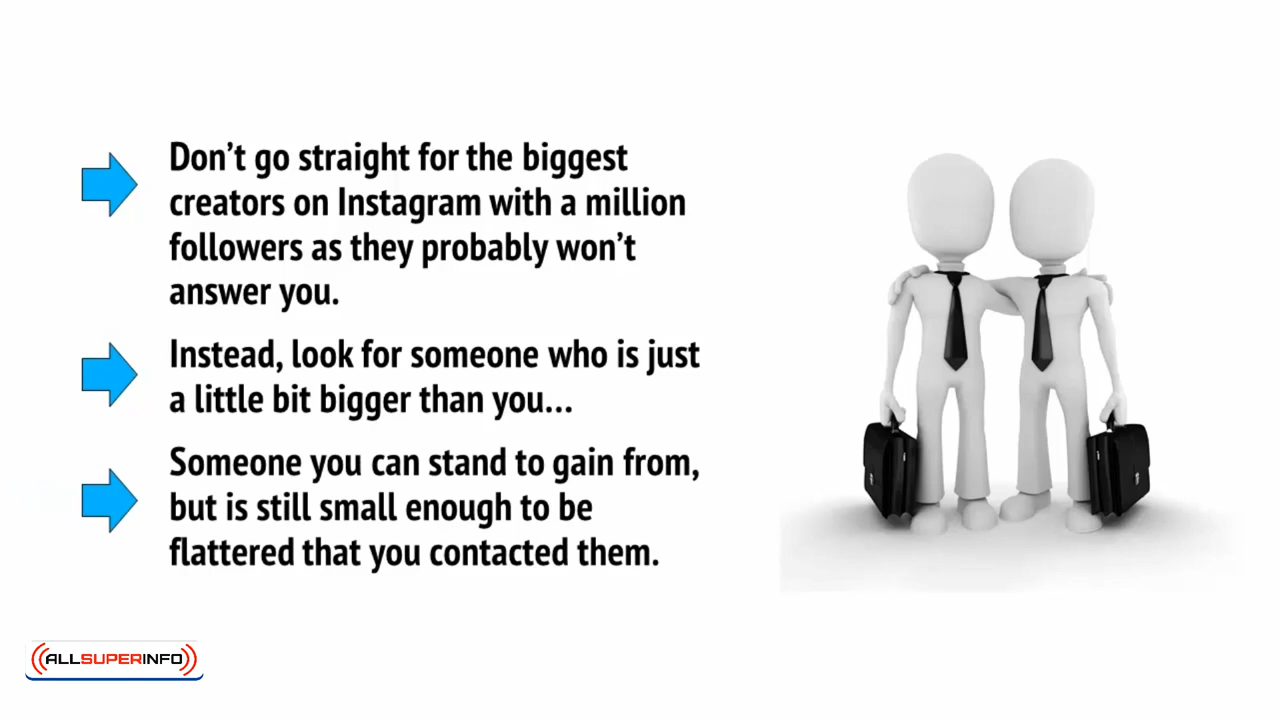 Don’t go straight for the biggest
creators on Instagram with a million
followers as they probably won’t
answer you.
Instead, look for someone who is just
a little bit bigger than you...
Someone you can stand to gain from,
but is still small enough to be
flattered that you contacted them.
ALLSUPERINFO